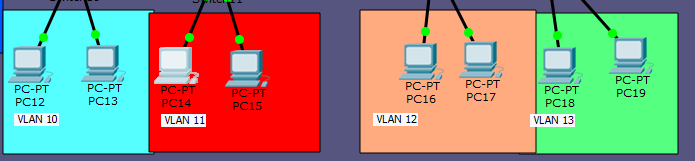 PC-PT
PC12
PC-PT
PC13
VLAN 10
PC-PT
PC14
PC-PT
PC15
VLAN 11
PC-PT
PC16
PC-PT
PC17
VLAN 12
PC-PT
PC18
PC-PT
PC19
VLAN 13